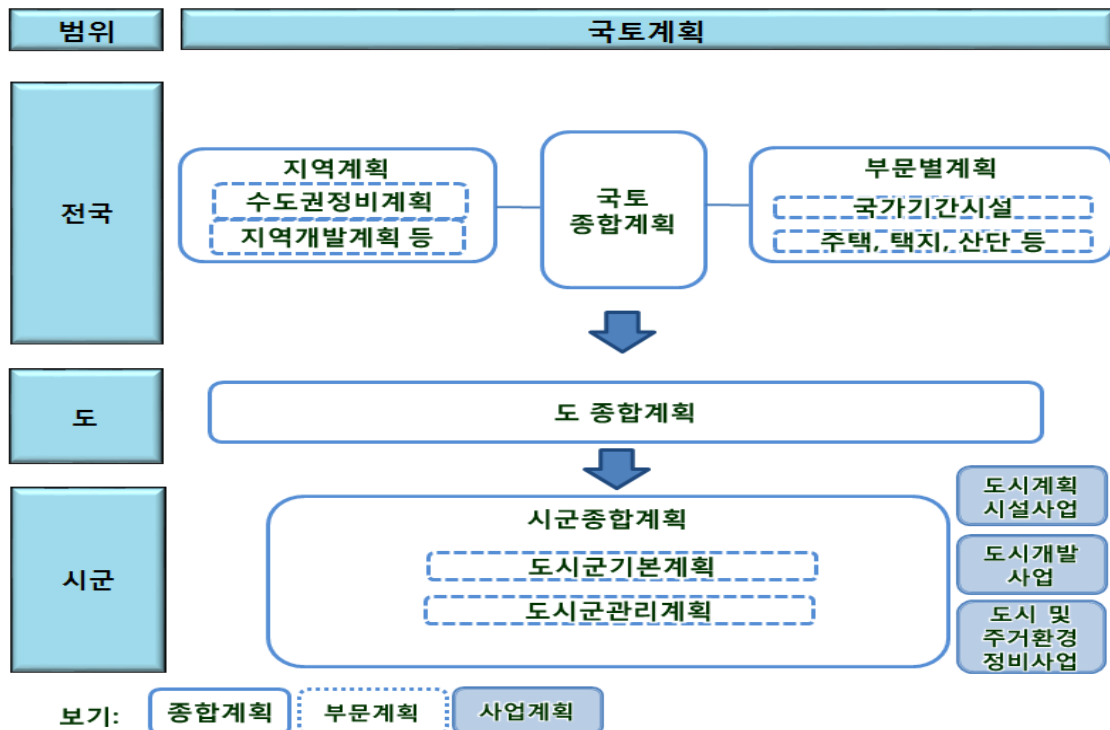 범위
국토계획
전국
지역계획
수도권정비계획
지역개발계획 등
국토
종합계획
부문별계획
국가기간시설
주택, 택지, 산단 등
도
도 종합계획
시군
시군종합계획
도시군기본계획
도시군관리계획
도시계획
시설사업
도시개발
사업
도시 및
주거환경
정비사업
보기:
종합계획
부문계획
사업계획